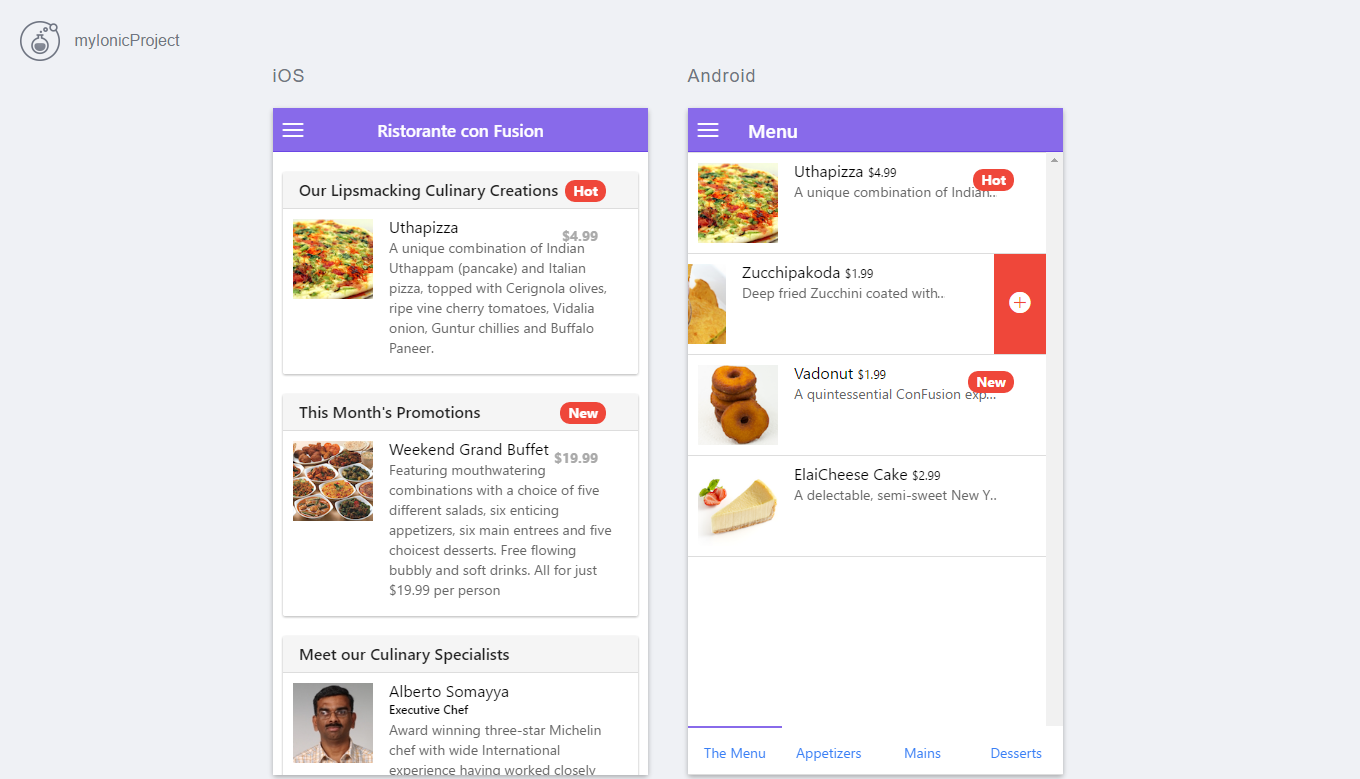 myIonicProject
iOS
Ristorante con Fusion
Our Lipsmacking Culinary Creations Hot
Uthapizza
$4.99
A unique combination of Indian
Uthappam (pancake) and Italian
pizza, topped with Cerignola olives,
ripe vine cherry tomatoes, Vidalia
onion, Guntur chillies and Buffalo
Paneer.
This Month's Promotions New
Weekend Grand Buffet
$19.99
Featuring mouthwatering
combinations with a choice of five
different salads, six enticing
appetizers, six main entrees and five
choicest desserts. Free flowing
bubbly and soft drinks. All for just
$19.99 per person
Meet our Culinary Specialists
Alberto Somayya
Executive Chef
Award winning three-star Michelin
chef with wide International
experience having worked closely
Android
Menu
Uthapizza $4.99
Hot
A unique combination of Indian..
Zucchipakoda $1.99
Deep fried Zucchini coated with..
Vadonut $1.99
New
A quintessential ConFusion exp...
ElaiCheese Cake $2.99
A delectable, semi-sweet New Y..
The Menu Appetizers Mains Desserts